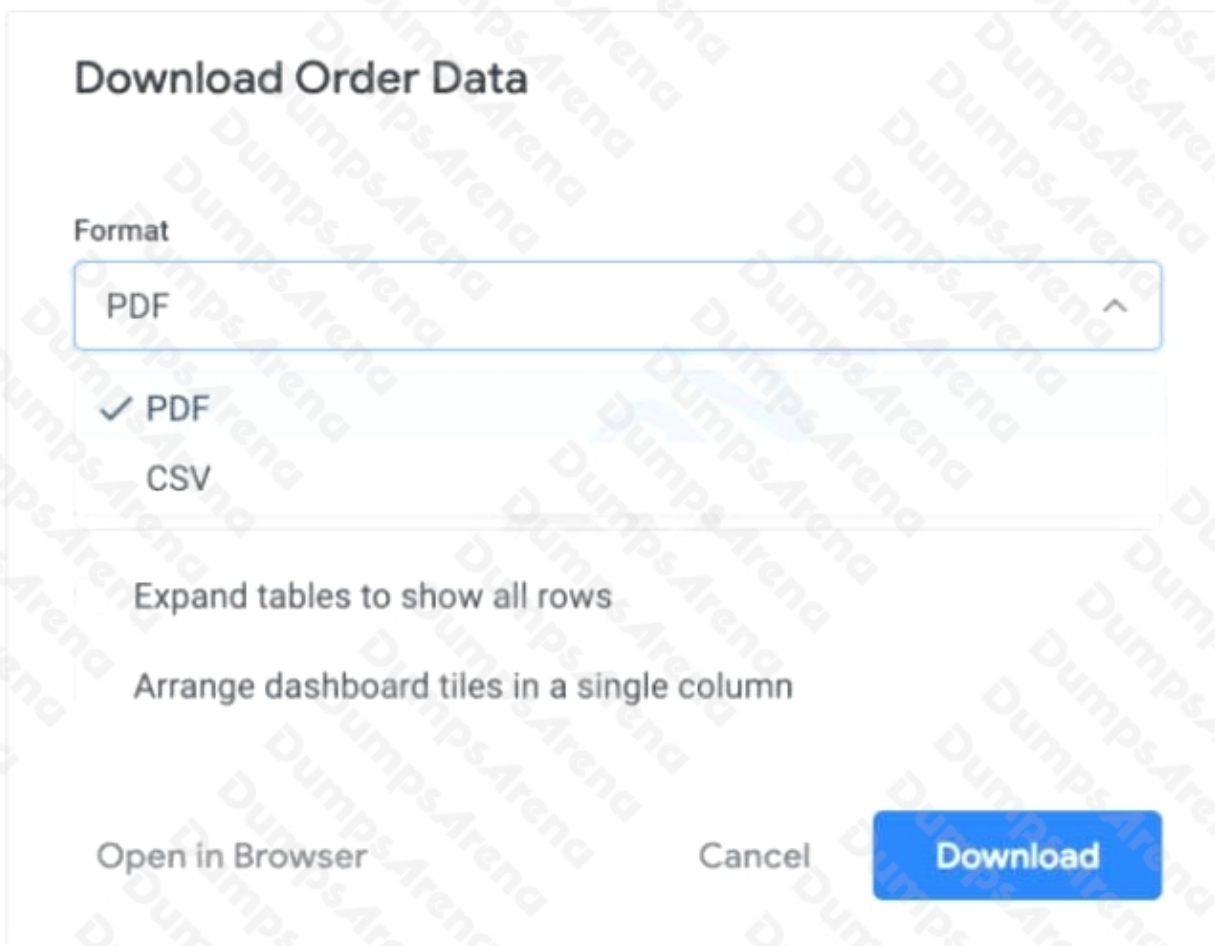 Download Order Data
Format
PDF
PDF
CSV
Expand tables to show all rows
Arrange dashboard tiles in a single column
Open in Browser Cancel Download
DumpsArena